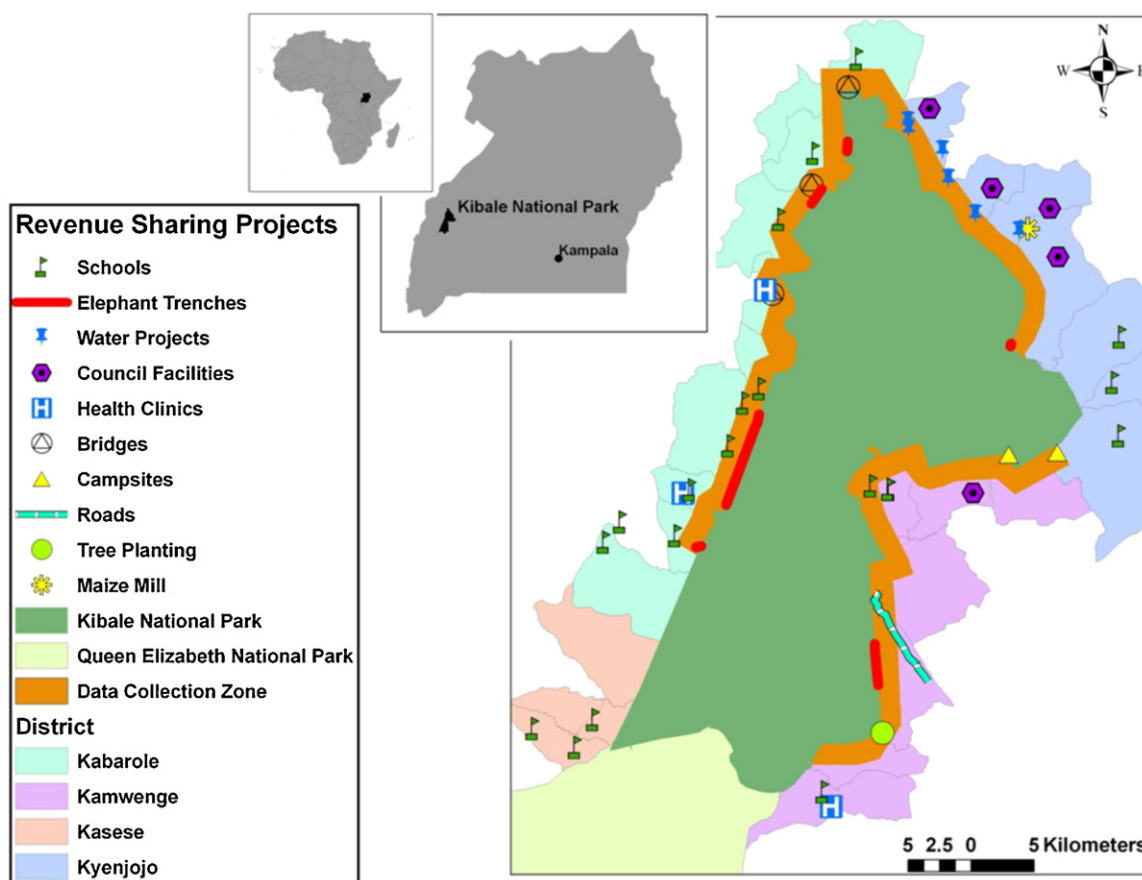 Revenue Sharing Projects
Schools
Elephant Trenches
Water Projects
Council Facilities
Health Clinics
Bridges
Campsites
Roads
Tree Planting
Maize Mill
Kibale National Park
Queen Elizabeth National Park
Data Collection Zone
District
Kabarole
Kamwenge
Kasese
Kyenjojo
Kibale National Park
Kampala
N
W E
S
H
H
H
H
5 2.5 0 5 Kilometers